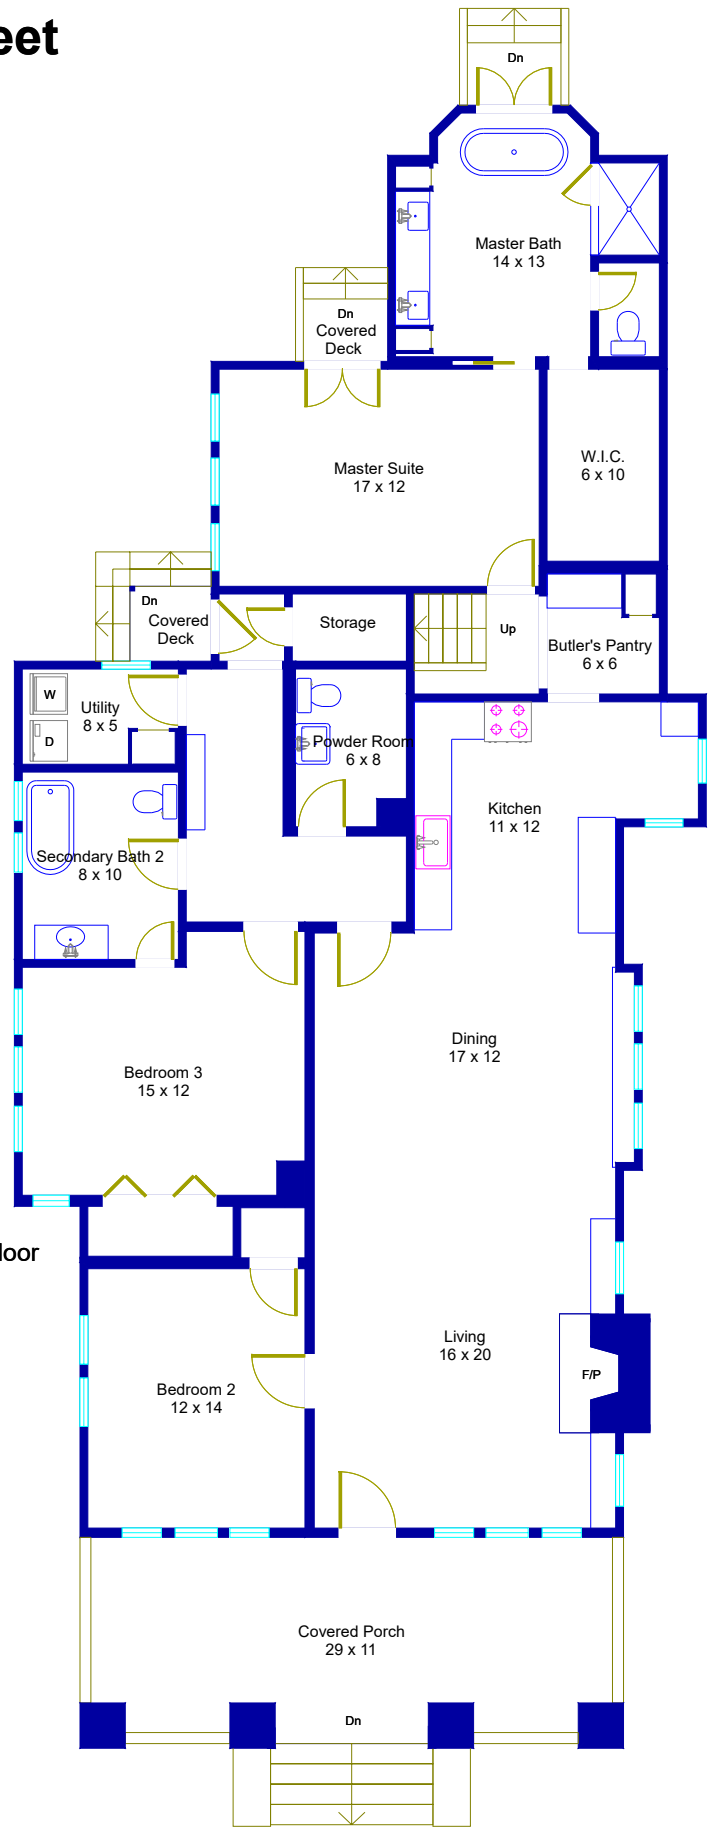 eet
Dn
Master Bath
14 x 13
Dn
Covered
Deck
Master Suite
17 x 12
W.I.C.
6 x 10
Dn
Covered
Deck
Storage
Up
Butler's Pantry
6 x 6
W
D
Utility
8 x 5
Powder Room
6 x 8
Kitchen
11 x 12
Secondary Bath 2
8 x 10
Dining
17 x 12
Bedroom 3
15 x 12
loor
Living
16 x 20
F/P
Bedroom 2
12 x 14
Covered Porch
29 x 11
Dn